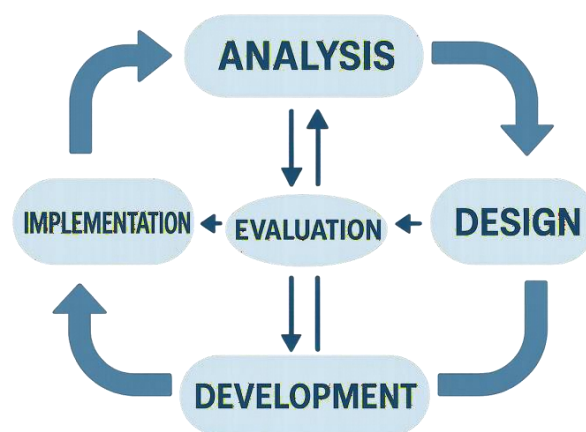 ANALYSIS
IMPLEMENTATION
EVALUATION
DESIGN
DEVELOPMENT